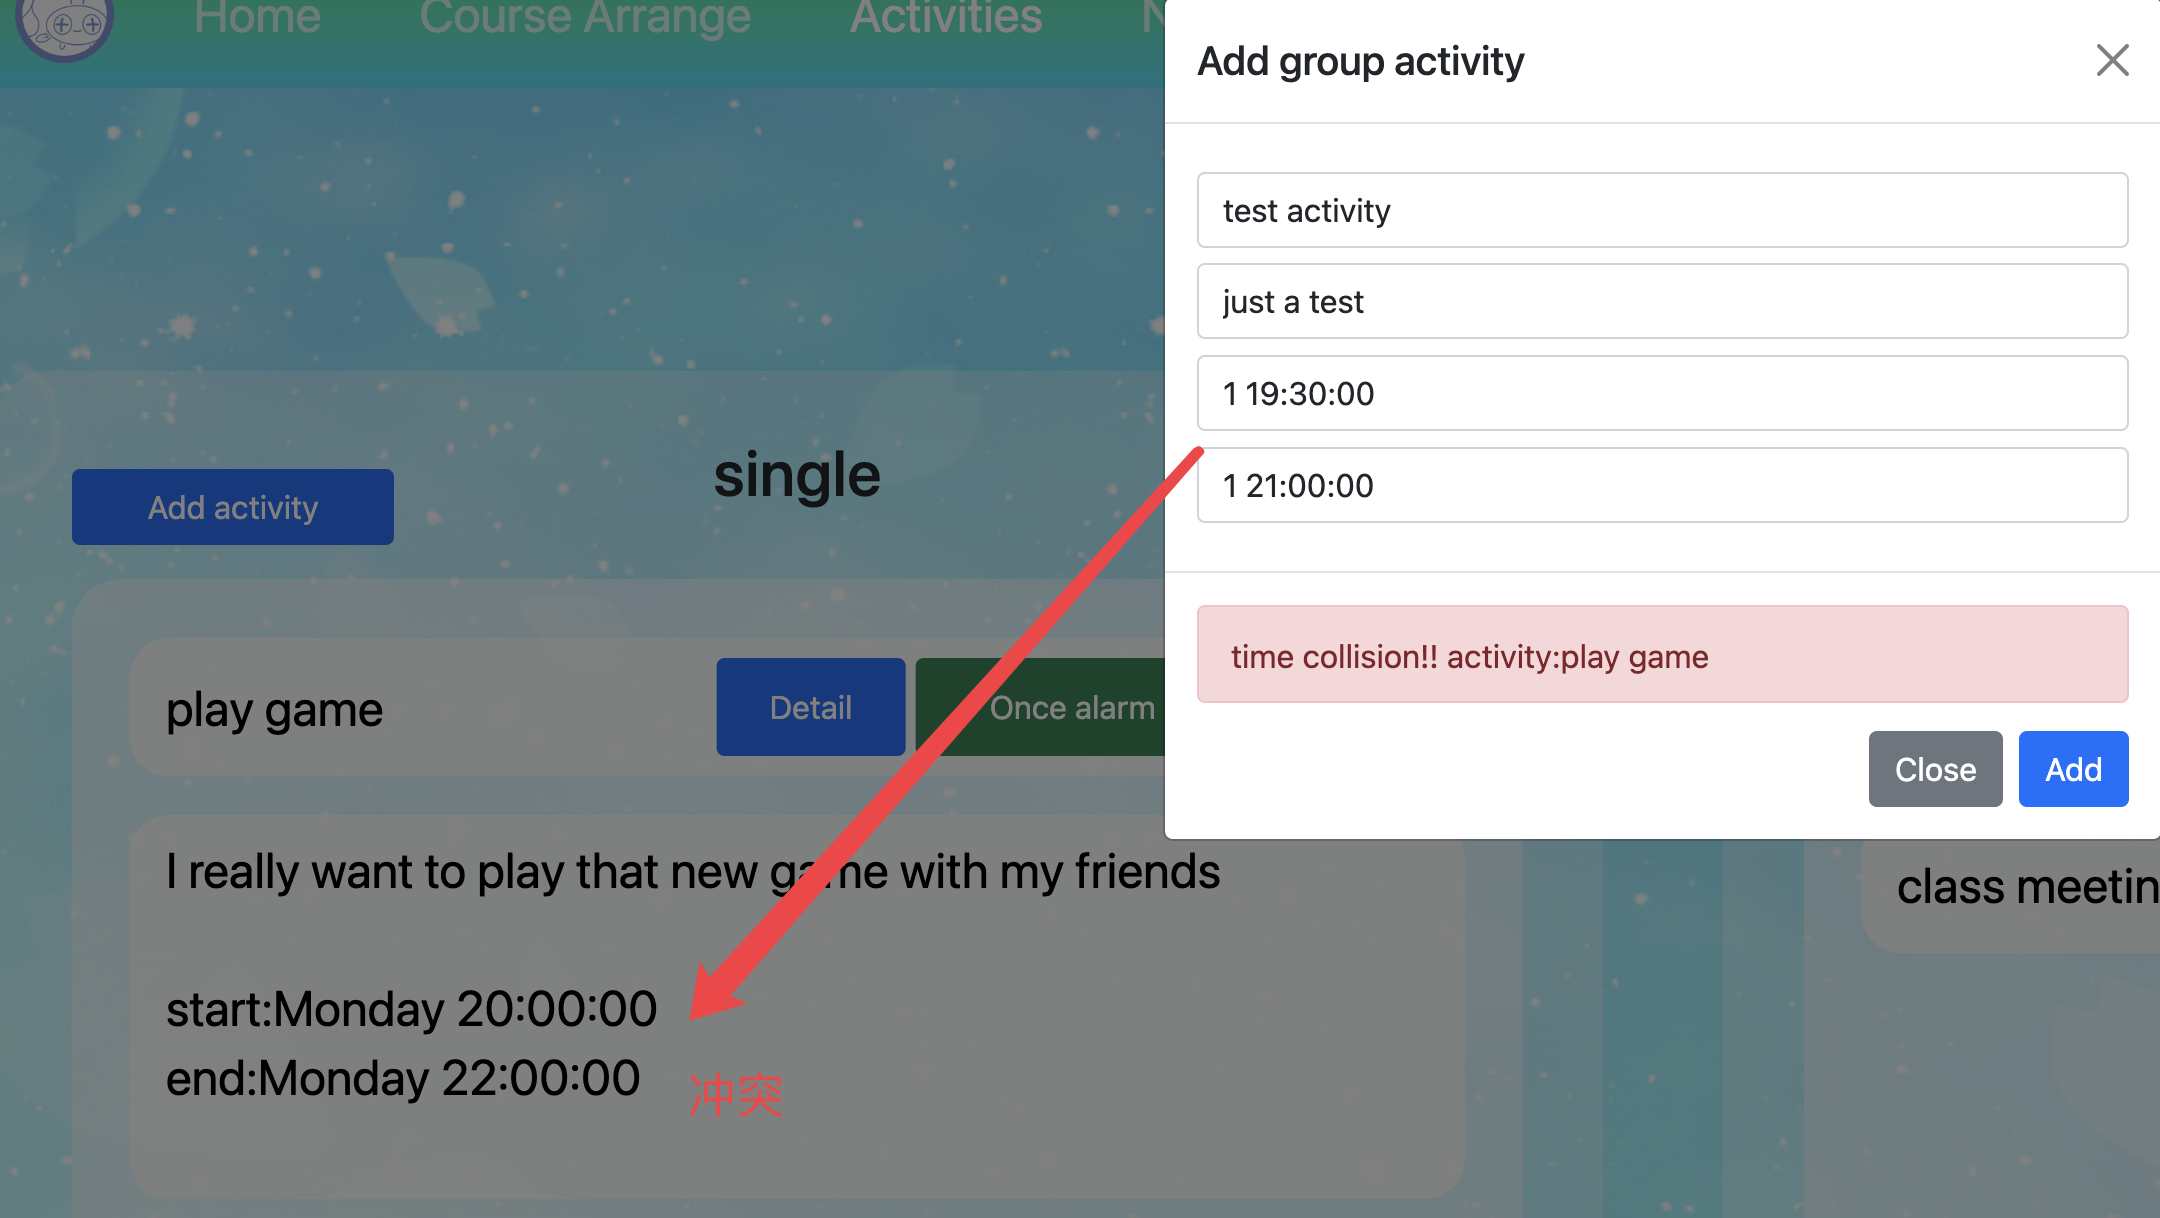 Home Course Arrange Activities
Add group activity
test activity
just a test
1 19:30:00
1 21:00:00
time collision!! activity:play game
Close Add
single
Add activity
play game Detail Once alarm
I really want to play that new game with my friends
start:Monday 20:00:00
end:Monday 22:00:00
冲突
class meetin